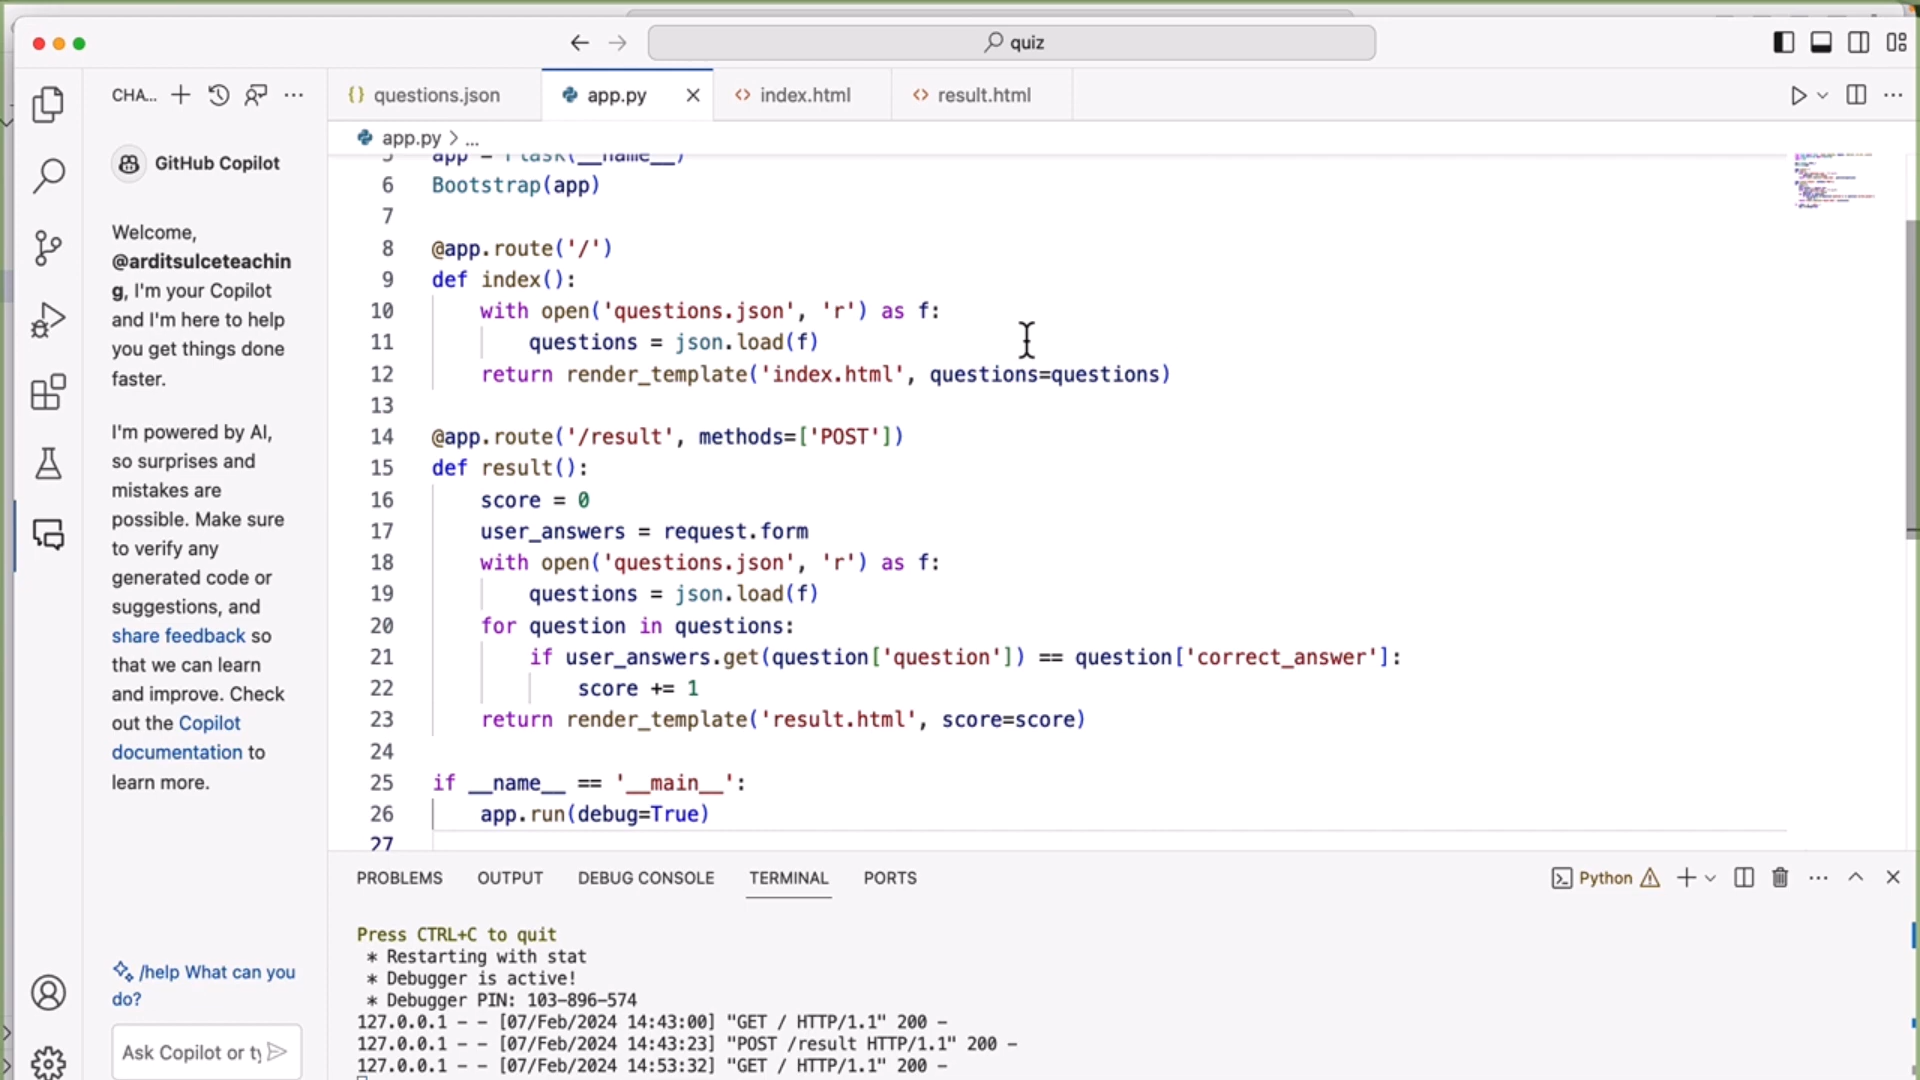 quiz
CHA...
questions.json
app.py
index.html
result.html
app.py > ...
GitHub Copilot
Welcome,
@arditsulceteachin
g, I'm your Copilot
and I'm here to help
you get things done
faster.
I'm powered by AI,
so surprises and
mistakes are
possible. Make sure
to verify any
generated code or
suggestions, and
share feedback so
that we can learn
and improve. Check
out the Copilot
documentation to
learn more.
/help What can you
do?
Ask Copilot or ty
5 app = Flask(__name__)
6 Bootstrap(app)
7
8 @app.route('/')
9 def index():
10 with open('questions.json', 'r') as f:
11 questions = json.load(f)
12 return render_template('index.html', questions=questions)
13
14 @app.route('/result', methods=['POST'])
15 def result():
16 score = 0
17 user_answers = request.form
18 with open('questions.json', 'r') as f:
19 questions = json.load(f)
20 for question in questions:
21 if user_answers.get(question['question']) == question['correct_answer']:
22 score += 1
23 return render_template('result.html', score=score)
24
25 if __name__ == '__main__':
26 app.run(debug=True)
27
PROBLEMS OUTPUT DEBUG CONSOLE TERMINAL PORTS
Python
Press CTRL+C to quit
* Restarting with stat
* Debugger is active!
* Debugger PIN: 103-896-574
127.0.0.1 - - [07/Feb/2024 14:43:00] "GET / HTTP/1.1" 200 -
127.0.0.1 - - [07/Feb/2024 14:43:23] "POST /result HTTP/1.1" 200 -
127.0.0.1 - - [07/Feb/2024 14:53:32] "GET / HTTP/1.1" 200 -